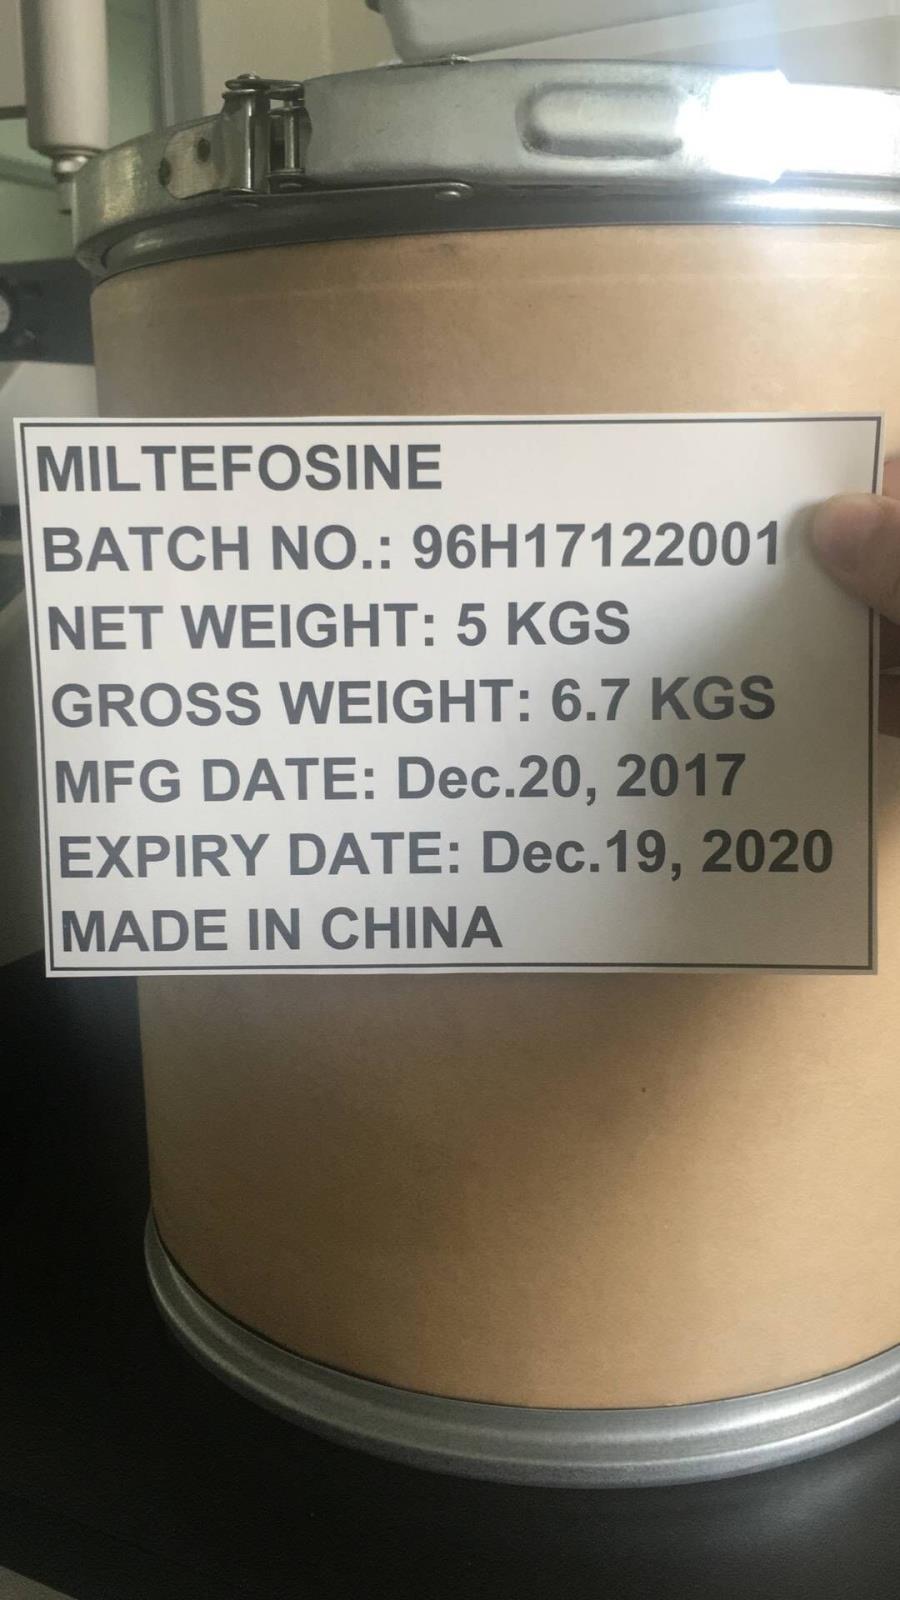 MILTEFOSINE
BATCH NO.: 96H17122001
NET WEIGHT: 5 KGS
GROSS WEIGHT: 6.7 KGS
MFG DATE: Dec.20, 2017
EXPIRY DATE: Dec.19, 2020
MADE IN CHINA